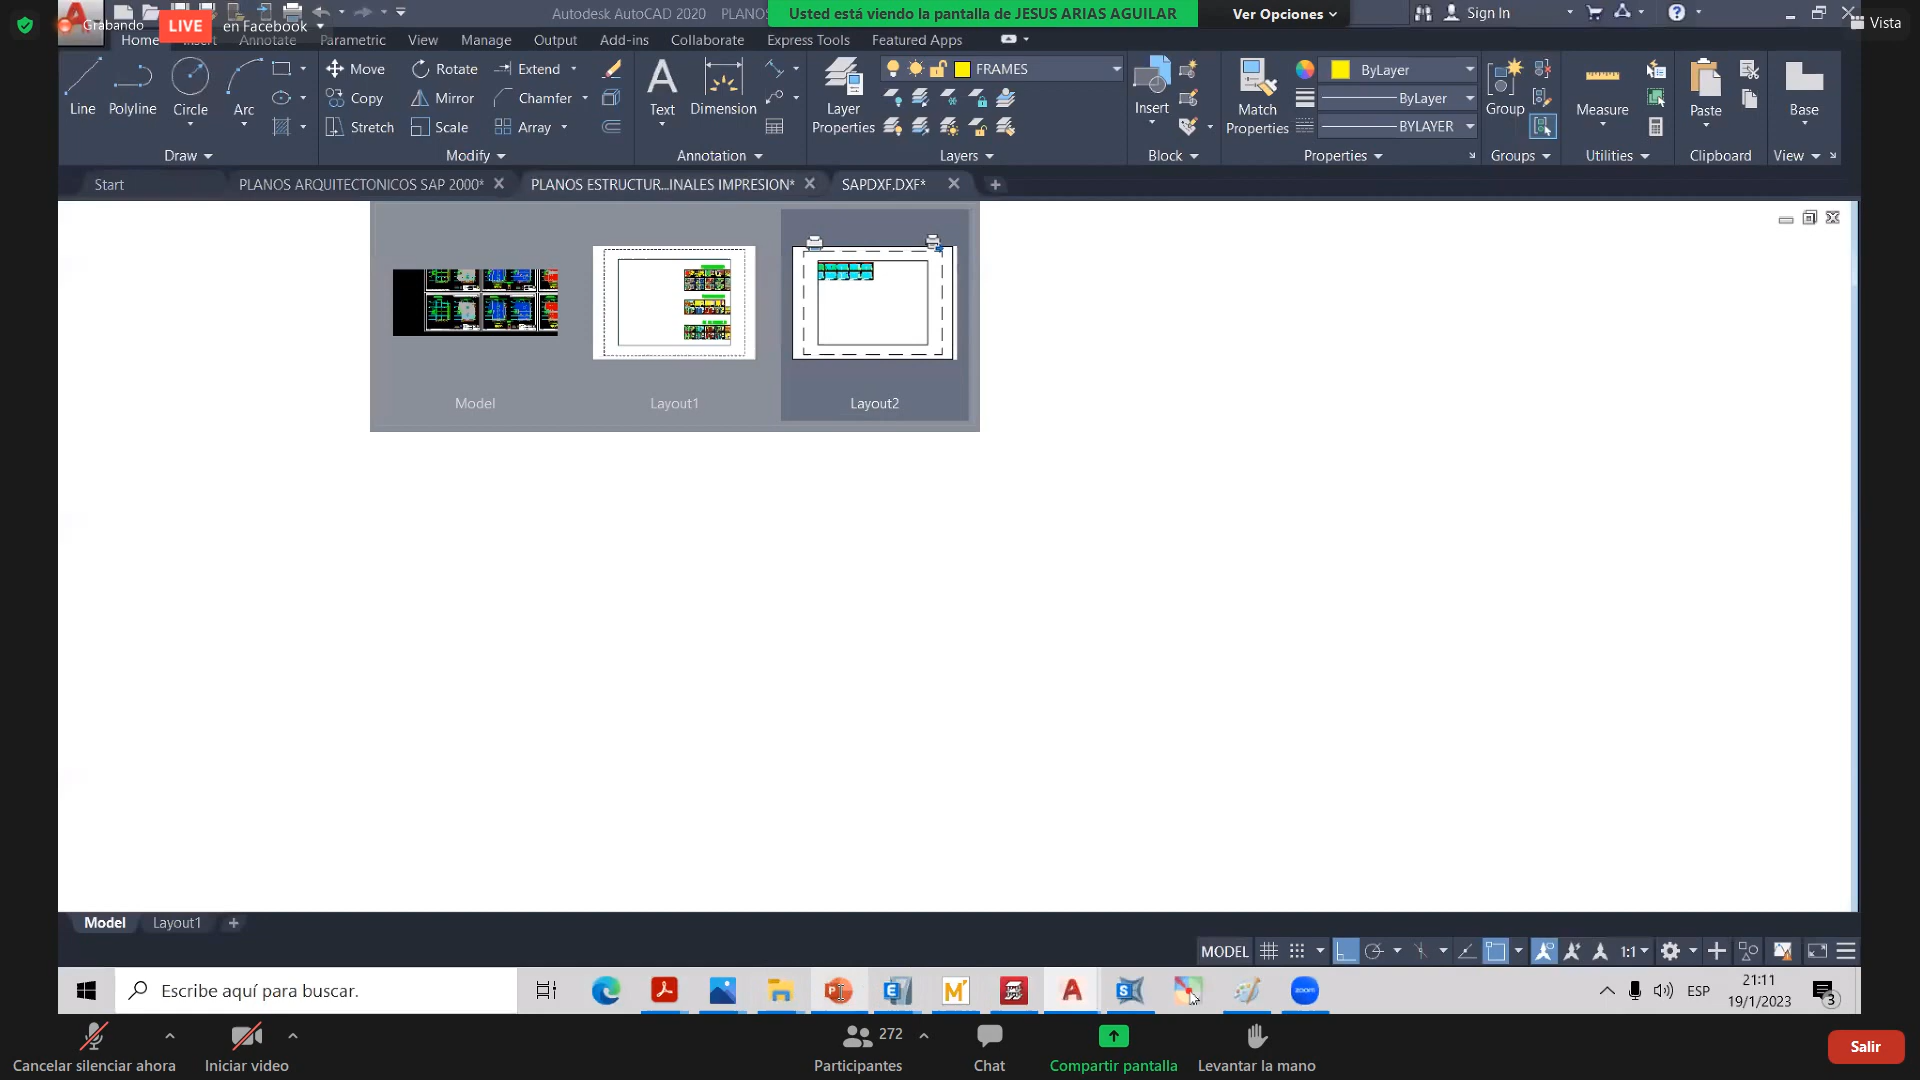 Grabando LIVE en Facebook Autodesk AutoCAD 2020 PLANOS Usted está viendo la pantalla de JESUS ARIAS AGUILAR Ver Opciones Sign In Vista
Home Insert Annotate Parametric View Manage Output Add-ins Collaborate Express Tools Featured Apps
Move Rotate Extend FRAMES ByLayer
Line Polyline Circle Arc Copy Mirror Chamfer Text Dimension Layer Properties Insert Match Properties ByLayer Group Measure Paste Base
Stretch Scale Array BYLAYER
Draw Modify Annotation Layers Block Properties Groups Utilities Clipboard View
Start PLANOS ARQUITECTONICOS SAP 2000* PLANOS ESTRUCTUR...INALES IMPRESION* SAPDXF.DXF*
Model Layout1 Layout2
Model Layout1
MODEL 1:1
Escribe aquí para buscar. ESP 21:11
19/1/2023 3
272
Cancelar silenciar ahora Iniciar video Participantes Chat Compartir pantalla Levantar la mano Salir